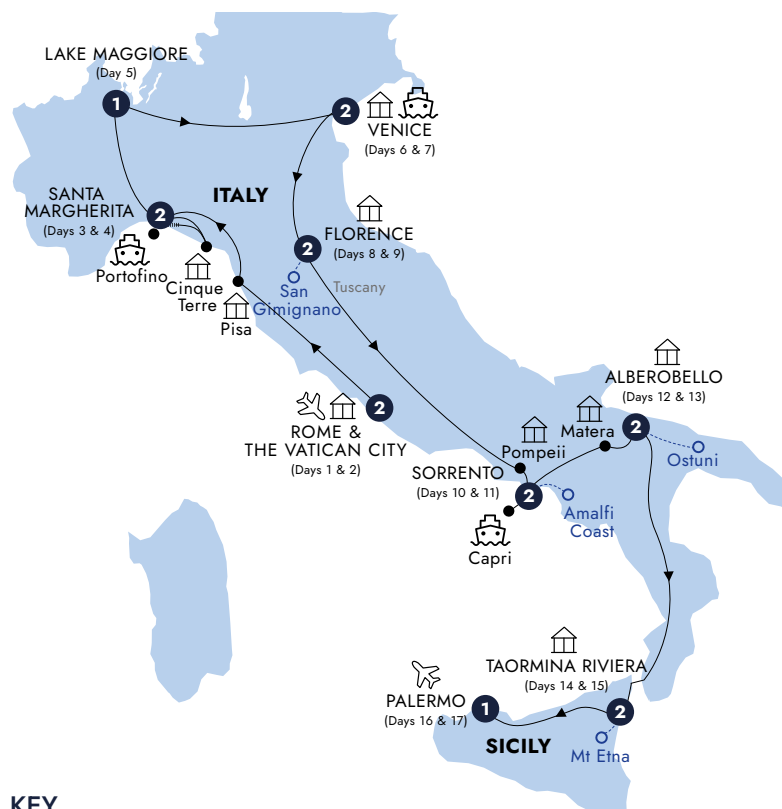 LAKE MAGGIORE
(Day 5)
1
2
VENICE
(Days 6 & 7)
SANTA
MARGHERITA
(Days 3 & 4)
2
ITALY
Portofino
Cinque
Terre
Pisa
2
FLORENCE
(Days 8 & 9)
San
Gimignano
Tuscany
2
ROME &
THE VATICAN CITY
(Days 1 & 2)
ALBEROBELLO
(Days 12 & 13)
2
Matera
Ostuni
Pompeii
SORRENTO
(Days 10 & 11)
2
Amalfi
Coast
Capri
TAORMINA RIVIERA
(Days 14 & 15)
2
PALERMO
(Days 16 & 17)
1
SICILY
Mt Etna
KEY